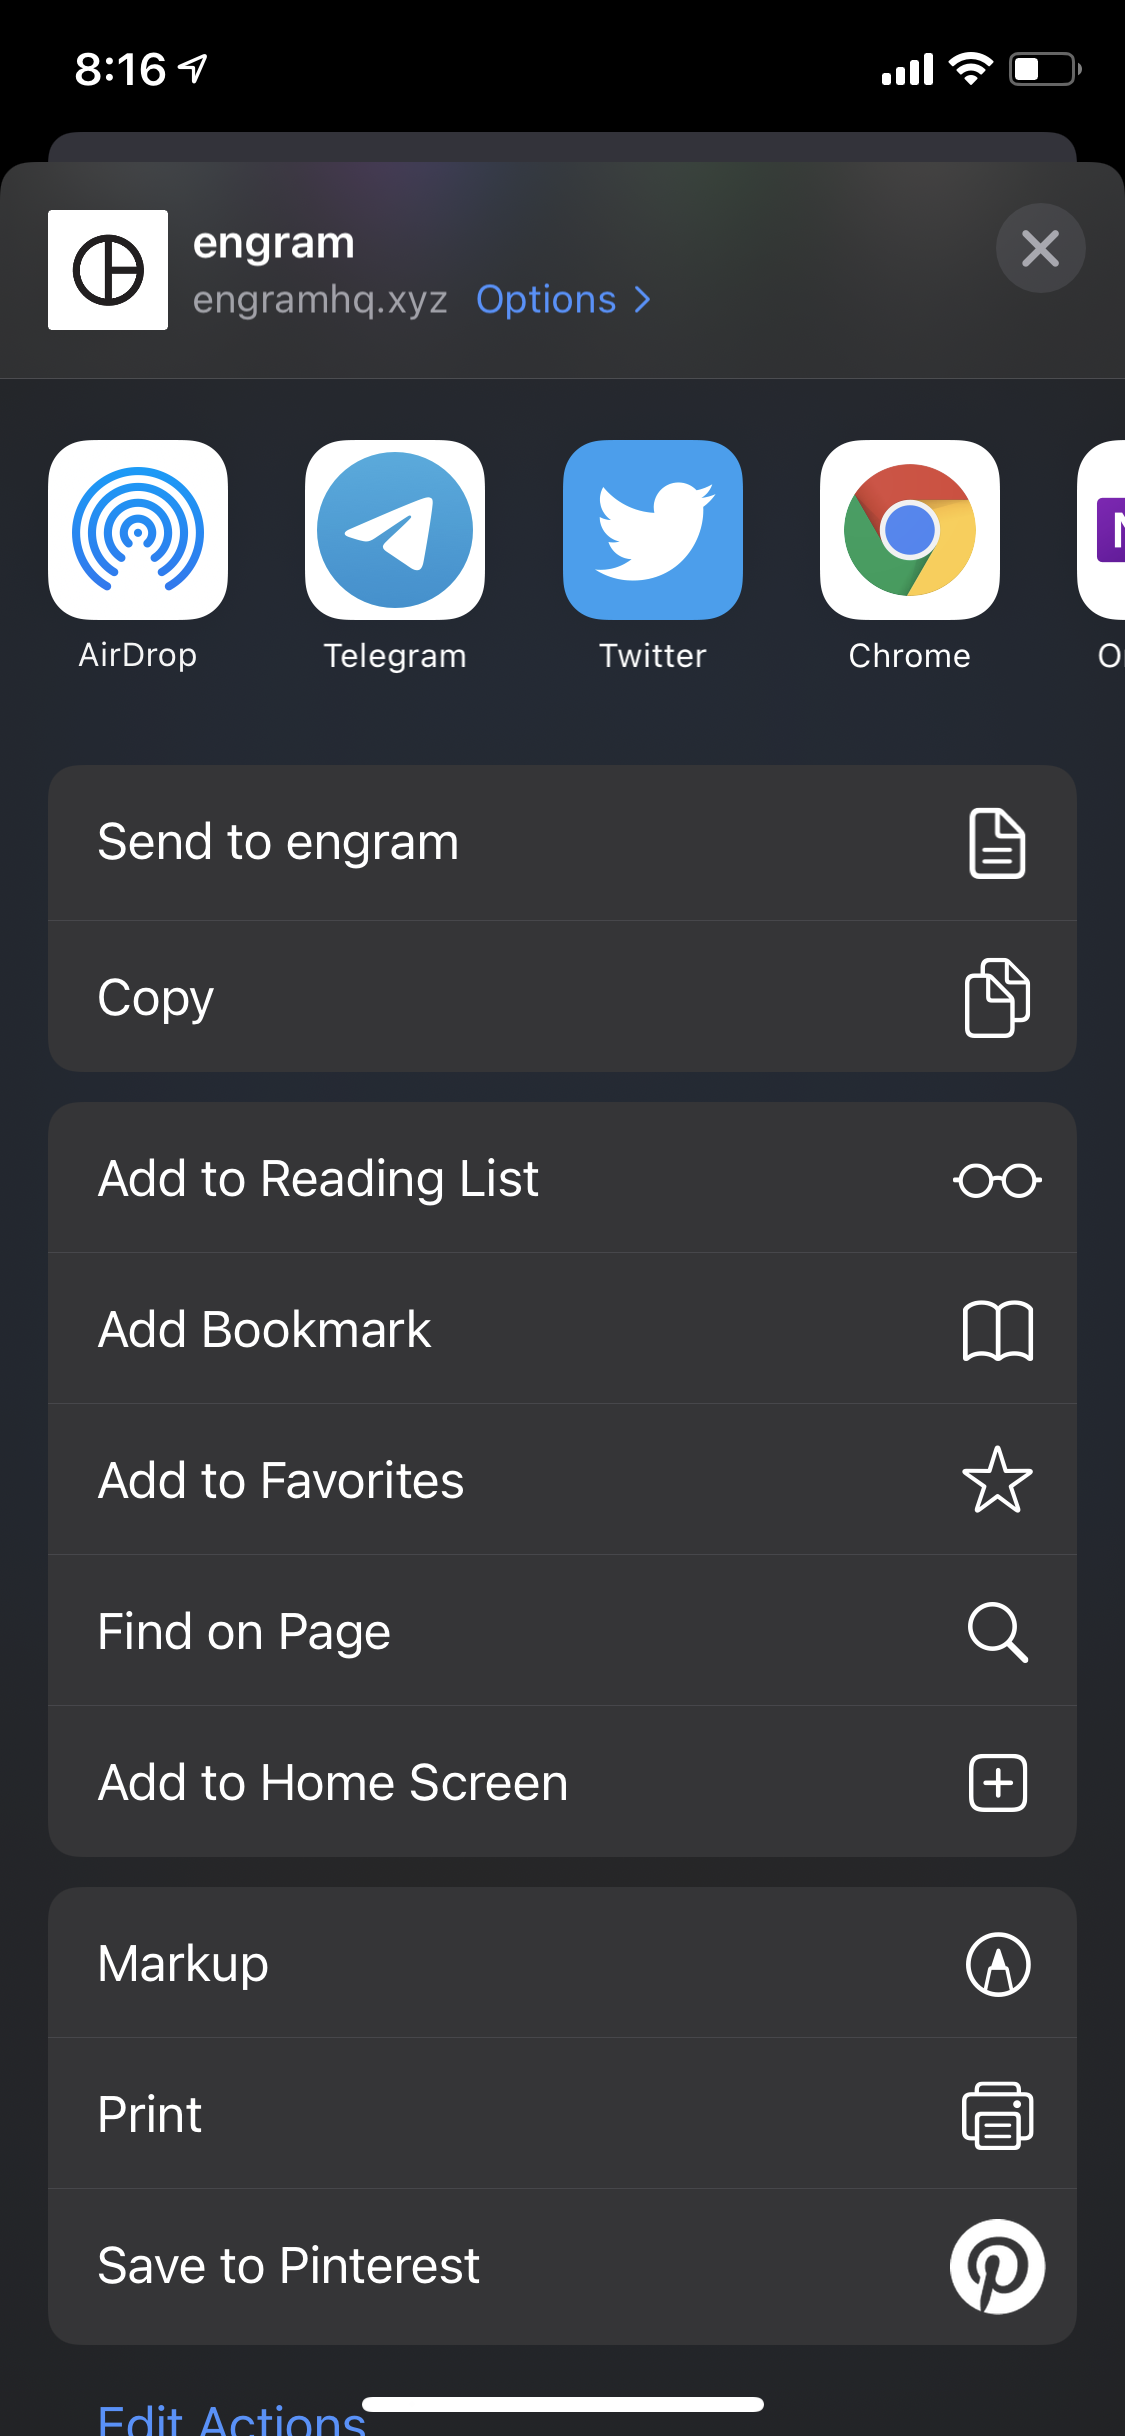 8:16
engram
engramhq.xyz Options >
AirDrop
Telegram
Twitter
Chrome
Send to engram
Copy
Add to Reading List
Add Bookmark
Add to Favorites
Find on Page
Add to Home Screen
Markup
Print
Save to Pinterest
Edit Actions